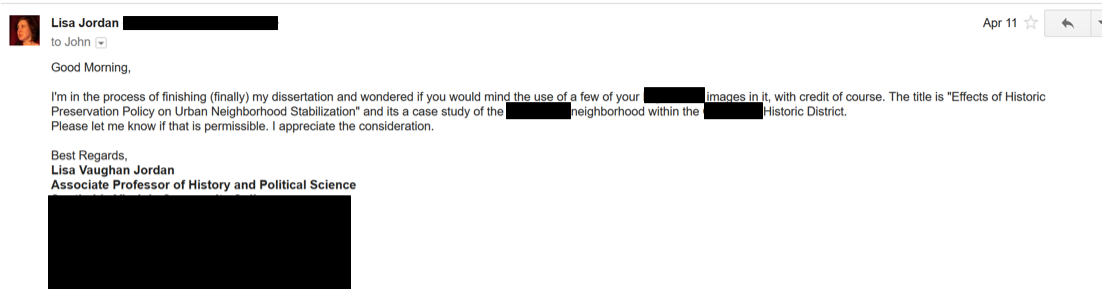 Lisa Jordan
Apr 11
to John
Good Morning,
I'm in the process of finishing (finally) my dissertation and wondered if you would mind the use of a few of your images in it, with credit of course. The title is "Effects of Historic
Preservation Policy on Urban Neighborhood Stabilization" and its a case study of the neighborhood within the Historic District.
Please let me know if that is permissible. I appreciate the consideration.
Best Regards,
Lisa Vaughan Jordan
Associate Professor of History and Political Science